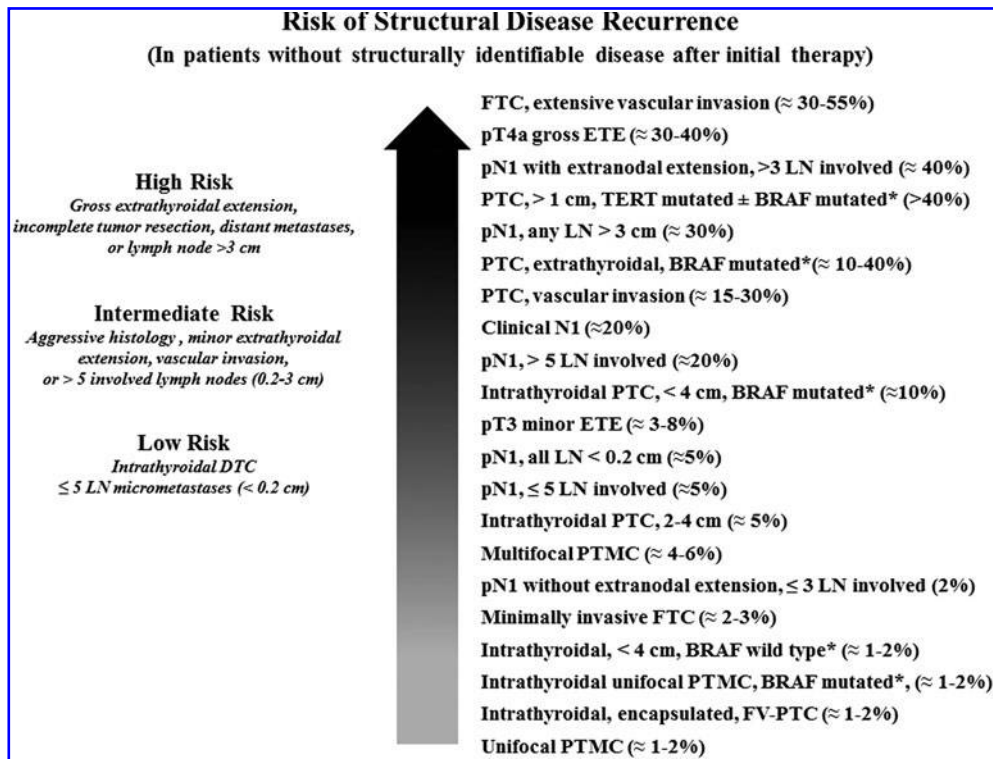 Risk of Structural Disease Recurrence
(In patients without structurally identifiable disease after initial therapy)
High Risk
Gross extrathyroidal extension,
incomplete tumor resection, distant metastases,
or lymph node >3 cm
Intermediate Risk
Aggressive histology , minor extrathyroidal
extension, vascular invasion,
or > 5 involved lymph nodes (0.2-3 cm)
Low Risk
Intrathyroidal DTC
≤ 5 LN micrometastases (< 0.2 cm)
FTC, extensive vascular invasion (≈ 30-55%)
pT4a gross ETE (≈ 30-40%)
pN1 with extranodal extension, >3 LN involved (≈ 40%)
PTC, > 1 cm, TERT mutated ± BRAF mutated* (>40%)
pN1, any LN > 3 cm (≈ 30%)
PTC, extrathyroidal, BRAF mutated*(≈ 10-40%)
PTC, vascular invasion (≈ 15-30%)
Clinical N1 (≈20%)
pN1, > 5 LN involved (≈20%)
Intrathyroidal PTC, < 4 cm, BRAF mutated* (≈10%)
pT3 minor ETE (≈ 3-8%)
pN1, all LN < 0.2 cm (≈5%)
pN1, ≤ 5 LN involved (≈5%)
Intrathyroidal PTC, 2-4 cm (≈ 5%)
Multifocal PTMC (≈ 4-6%)
pN1 without extranodal extension, ≤ 3 LN involved (2%)
Minimally invasive FTC (≈ 2-3%)
Intrathyroidal, < 4 cm, BRAF wild type* (≈ 1-2%)
Intrathyroidal unifocal PTMC, BRAF mutated*, (≈ 1-2%)
Intrathyroidal, encapsulated, FV-PTC (≈ 1-2%)
Unifocal PTMC (≈ 1-2%)